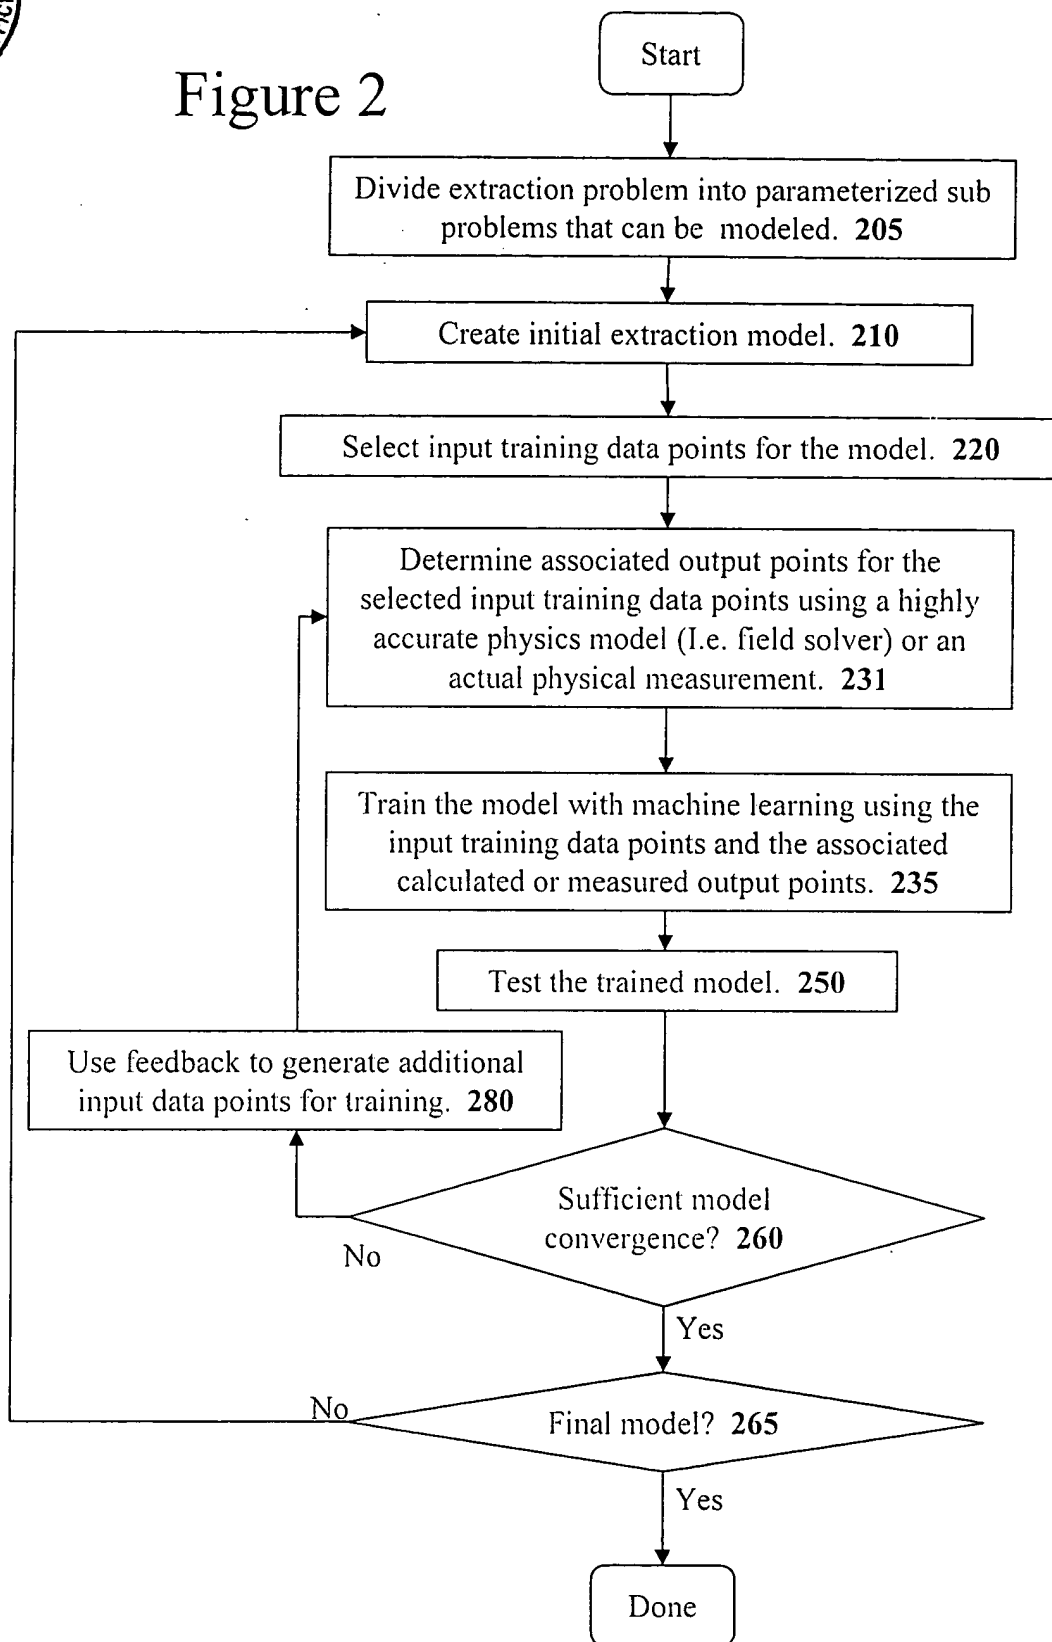 Figure 2
Start
Divide extraction problem into parameterized sub
problems that can be modeled. 205
Create initial extraction model. 210
Select input training data points for the model. 220
Determine associated output points for the
selected input training data points using a highly
accurate physics model (I.e. field solver) or an
actual physical measurement. 231
Train the model with machine learning using the
input training data points and the associated
calculated or measured output points. 235
Test the trained model. 250
Use feedback to generate additional
input data points for training. 280
Sufficient model
convergence? 260
No
Yes
No
Final model? 265
Yes
Done